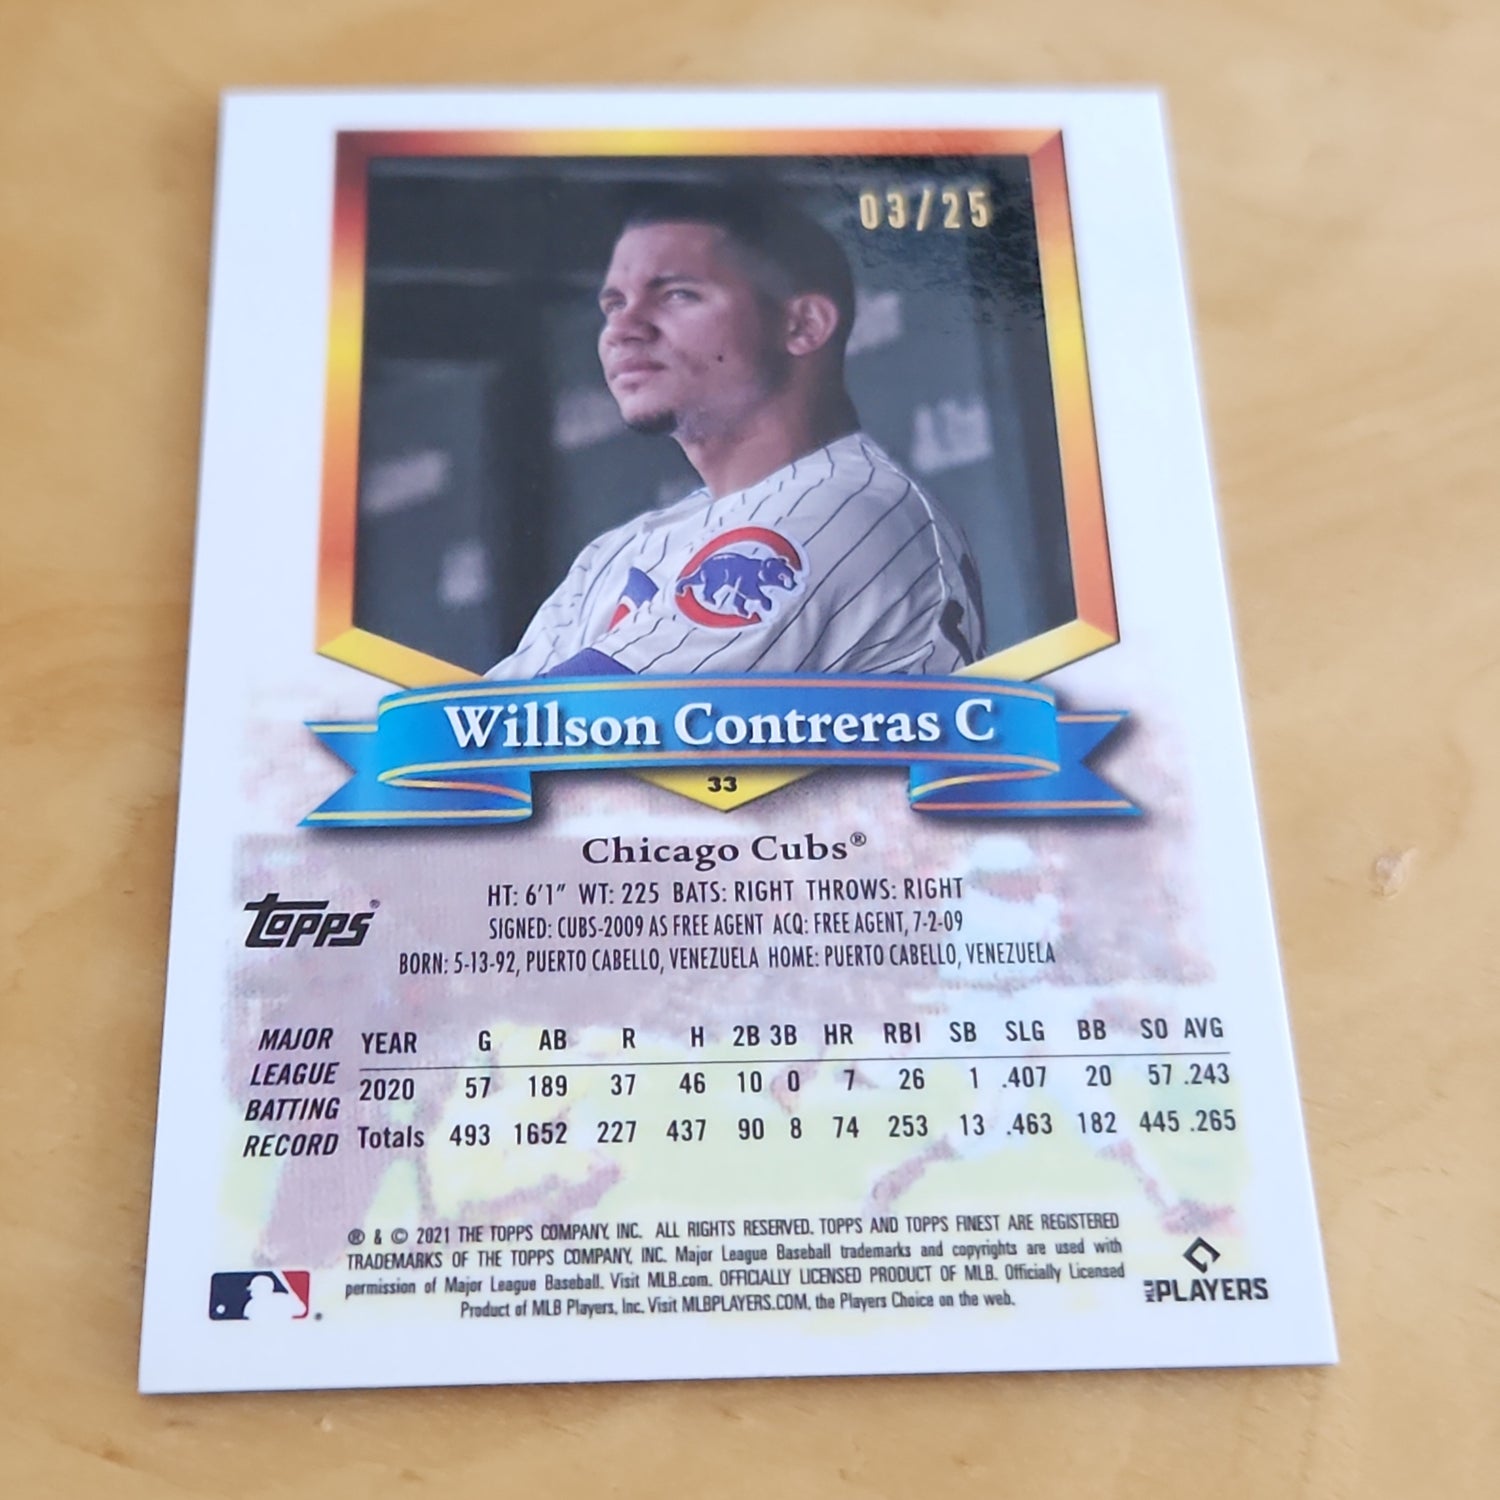 03/25
Willson Contreras C
33
Chicago Cubs®
HT: 6'1" WT: 225 BATS: RIGHT THROWS: RIGHT
SIGNED: CUBS-2009 AS FREE AGENT ACQ: FREE AGENT, 7-2-09
BORN: 5-13-92, PUERTO CABELLO, VENEZUELA HOME: PUERTO CABELLO, VENEZUELA
topps®
MAJOR
LEAGUE
BATTING
RECORD
YEAR G AB R H 2B 3B HR RBI SB SLG BB SO AVG
2020 57 189 37 46 10 0 7 26 1 .407 20 57 .243
Totals 493 1652 227 437 90 8 74 253 13 .463 182 445 .265
® & © 2021 THE TOPPS COMPANY, INC. ALL RIGHTS RESERVED. TOPPS AND TOPPS FINEST ARE REGISTERED
TRADEMARKS OF THE TOPPS COMPANY, INC. Major League Baseball trademarks and copyrights are used with
permission of Major League Baseball. Visit MLB.com. OFFICIALLY LICENSED PRODUCT OF MLB. Officially Licensed
Product of MLB Players, Inc. Visit MLBPLAYERS.COM, the Players Choice on the web.
MLB PLAYERS